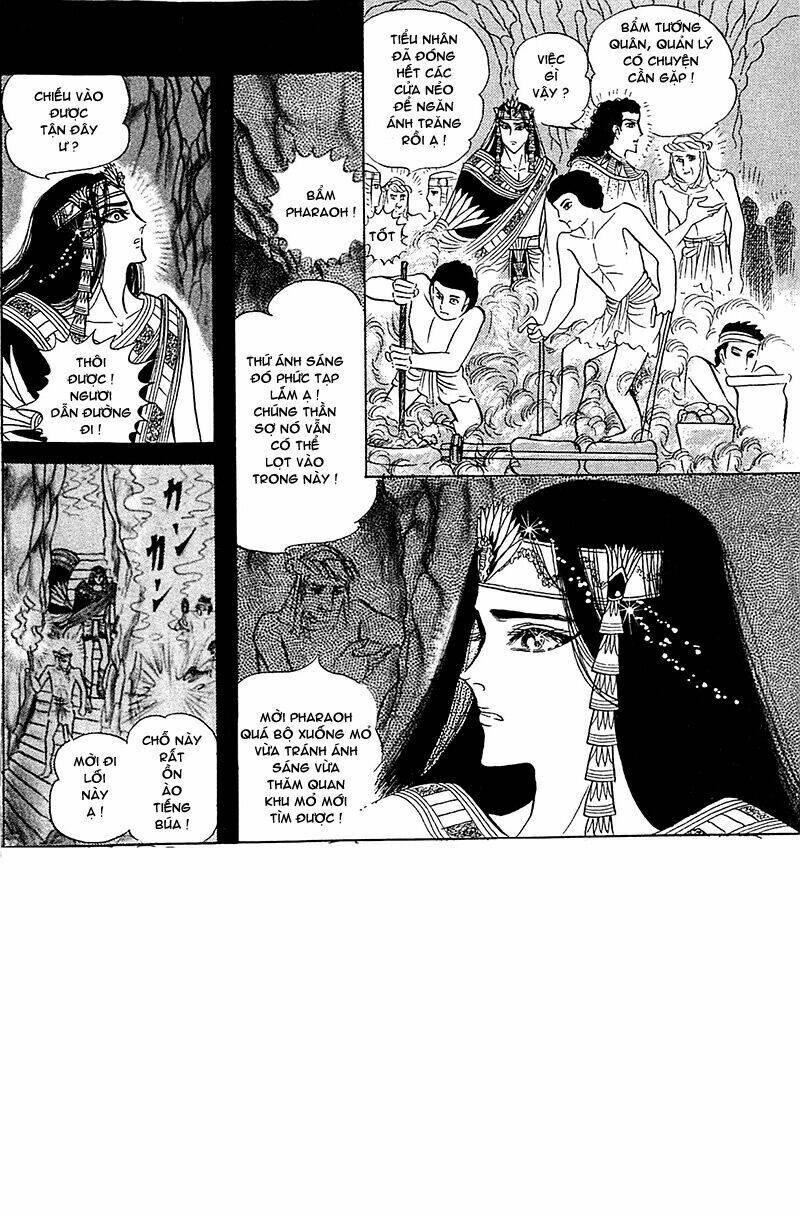 BẨM TƯỚNG
QUÂN, QUẢN LÝ
CÓ CHUYỆN
CẦN GẶP !
VIỆC
GÌ
VẬY ?
TIỂU NHÂN
ĐÃ ĐÓNG
HẾT CÁC
CỬA NẺO
ĐỂ NGĂN
ÁNH TRĂNG
RỒI Ạ !
TỐT
BẨM
PHARAOH !
THỨ ÁNH SÁNG
ĐÓ PHỨC TẠP
LẮM Ạ !
CHÚNG THẦN
SỢ NÓ VẪN
CÓ THỂ
LỌT VÀO
TRONG NÀY !
MỜI PHARAOH
QUÁ BỘ XUỐNG MỎ
VỪA TRÁNH ÁNH
SÁNG VỪA
THĂM QUAN
KHU MỎ MỚI
TÌM ĐƯỢC !
CHIẾU VÀO
ĐƯỢC
TẬN ĐÂY
Ư ?
THÔI
ĐƯỢC !
NGƯƠI
DẪN ĐƯỜNG
ĐI !
ガン
ガン
CHỖ NÀY
RẤT
ỒN
ÀO
TIẾNG
BÚA !
MỜI ĐI
LỐI
NÀY
Ạ !